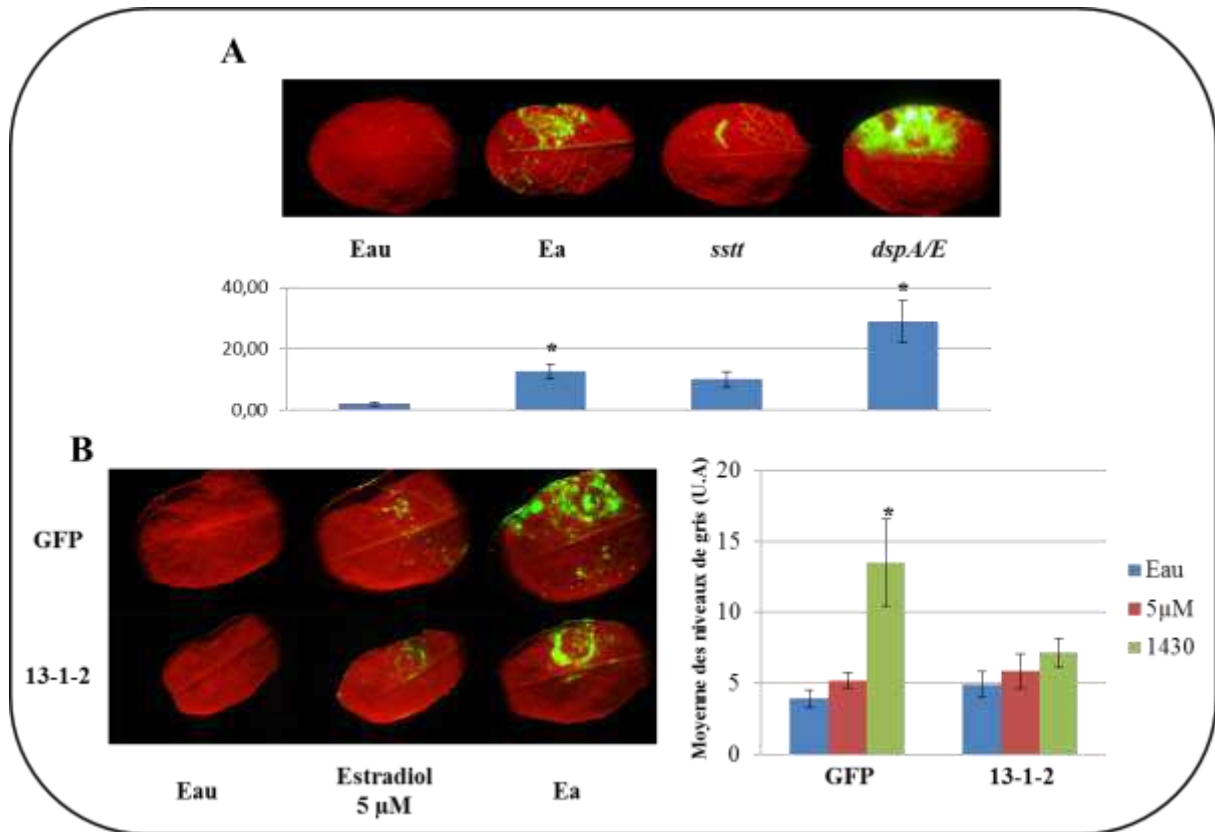 A
Eau Ea sstt dspA/E
40,00
*
*
20,00
0,00
B
GFP
13-1-2
Eau Estradiol 5 µM Ea
Moyenne des niveaux de gris (U.A)
20
15
10
5
0
*
GFP 13-1-2
Eau
5µM
1430